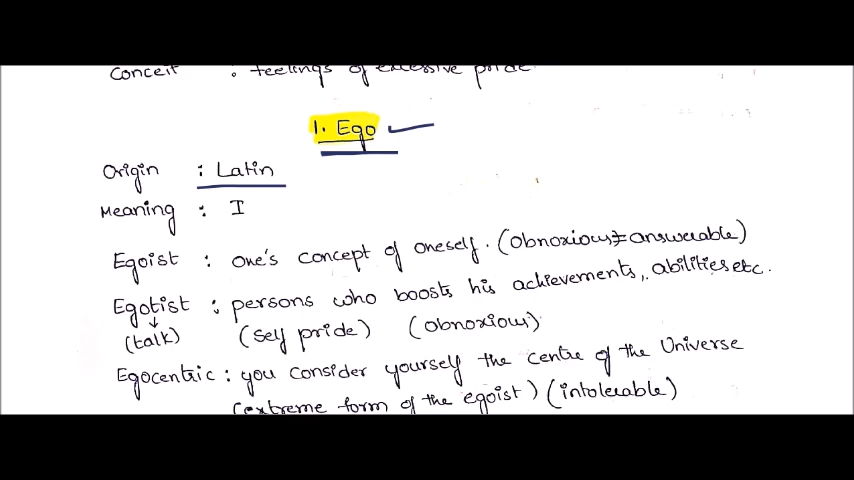 Conceit : feelings of excessive pride
1. Ego
Origin : Latin
Meaning : I
Egoist : one's concept of oneself. (Obnoxious ≠ answerable)
Egotist : persons who boosts his achievements, abilities etc.
(talk) (self pride) (obnoxious)
Egocentric : you consider yourself the centre of the Universe
(extreme form of the egoist) (intolerable)